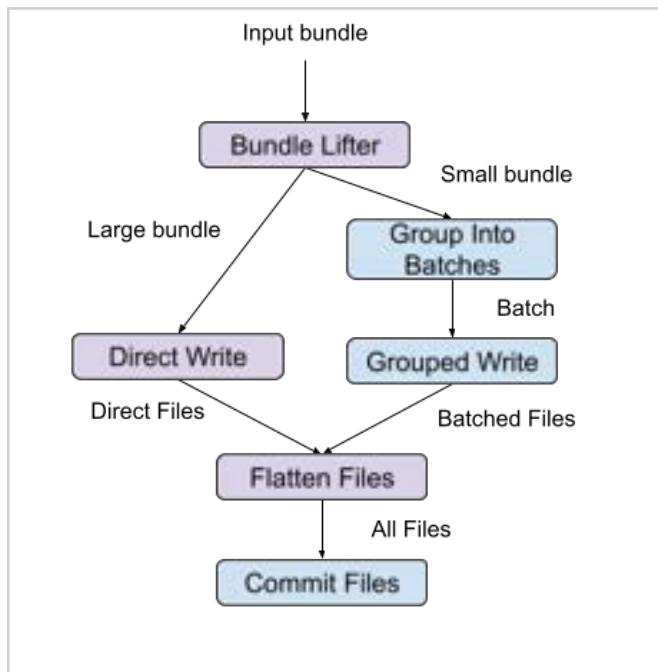 Input bundle
Bundle Lifter
Small bundle
Large bundle
Group Into
Batches
Batch
Direct Write
Grouped Write
Direct Files
Batched Files
Flatten Files
All Files
Commit Files